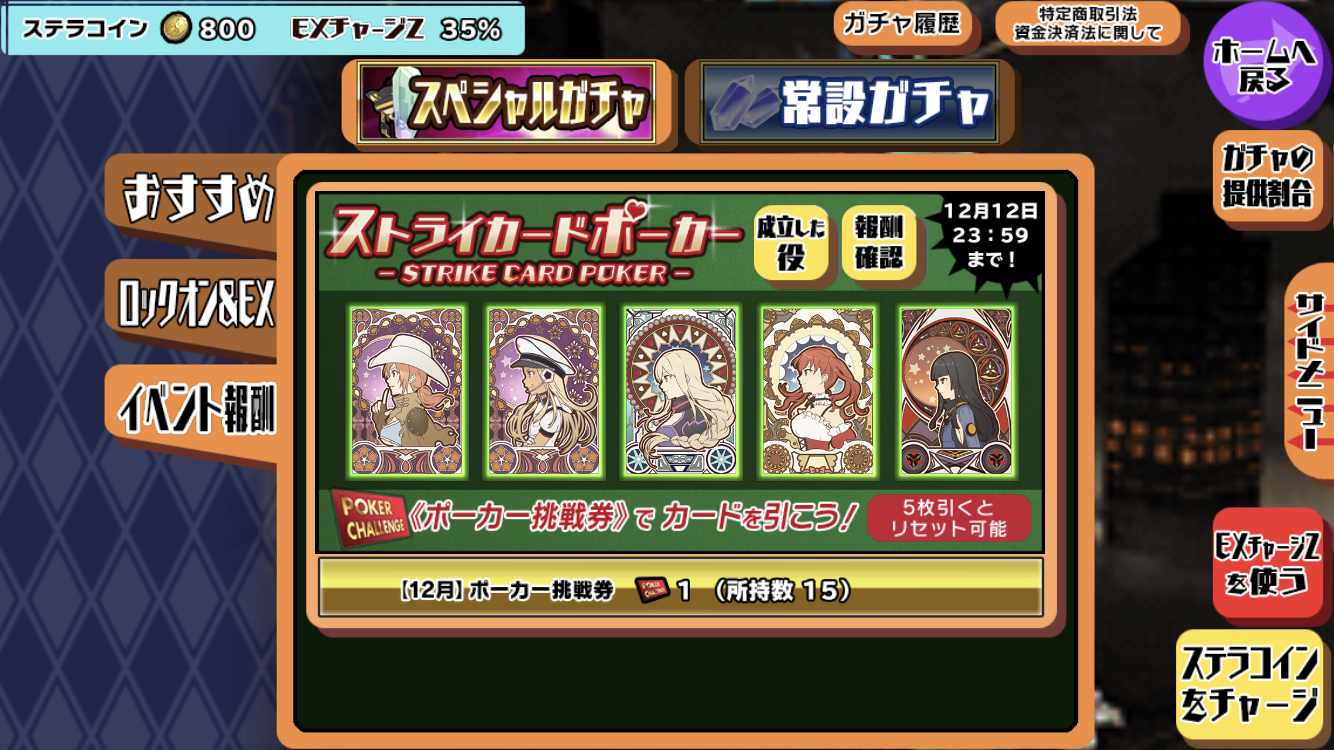 ステラコイン 800 EXチャージZ 35%
ガチャ履歴
特定商取引法
資金決済法に関して
ホームへ
戻る
スペシャルガチャ
常設ガチャ
ガチャの
提供割合
おすすめ
ロックオン&EX
イベント報酬
ストライカードポーカー
-STRIKE CARD POKER-
成立した
役
報酬
確認
12月12日
23:59
まで!
サイドメニュー
POKER
CHALLENGE
《ポーカー挑戦券》で カードを引こう!
5枚引くと
リセット可能
【12月】ポーカー挑戦券 1 (所持数 15)
EXチャージZ
を使う
ステラコイン
をチャージ